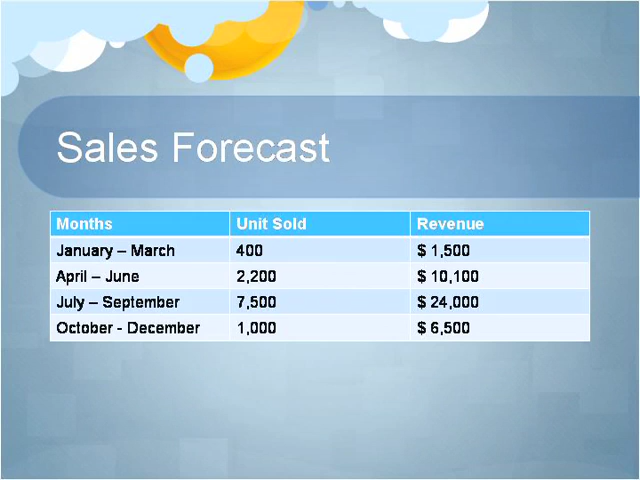 Sales Forecast
Months Unit Sold Revenue
January – March 400 $ 1,500
April – June 2,200 $ 10,100
July – September 7,500 $ 24,000
October - December 1,000 $ 6,500